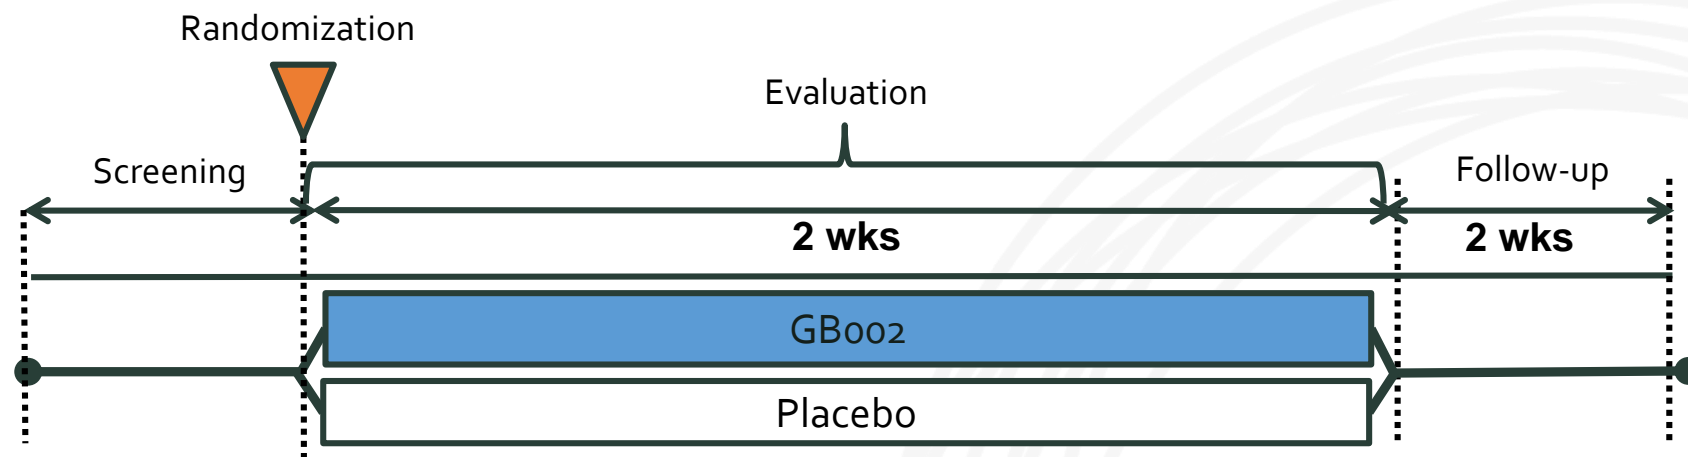 Randomization
Evaluation
Screening
Follow-up
2 wks
2 wks
GB002
Placebo